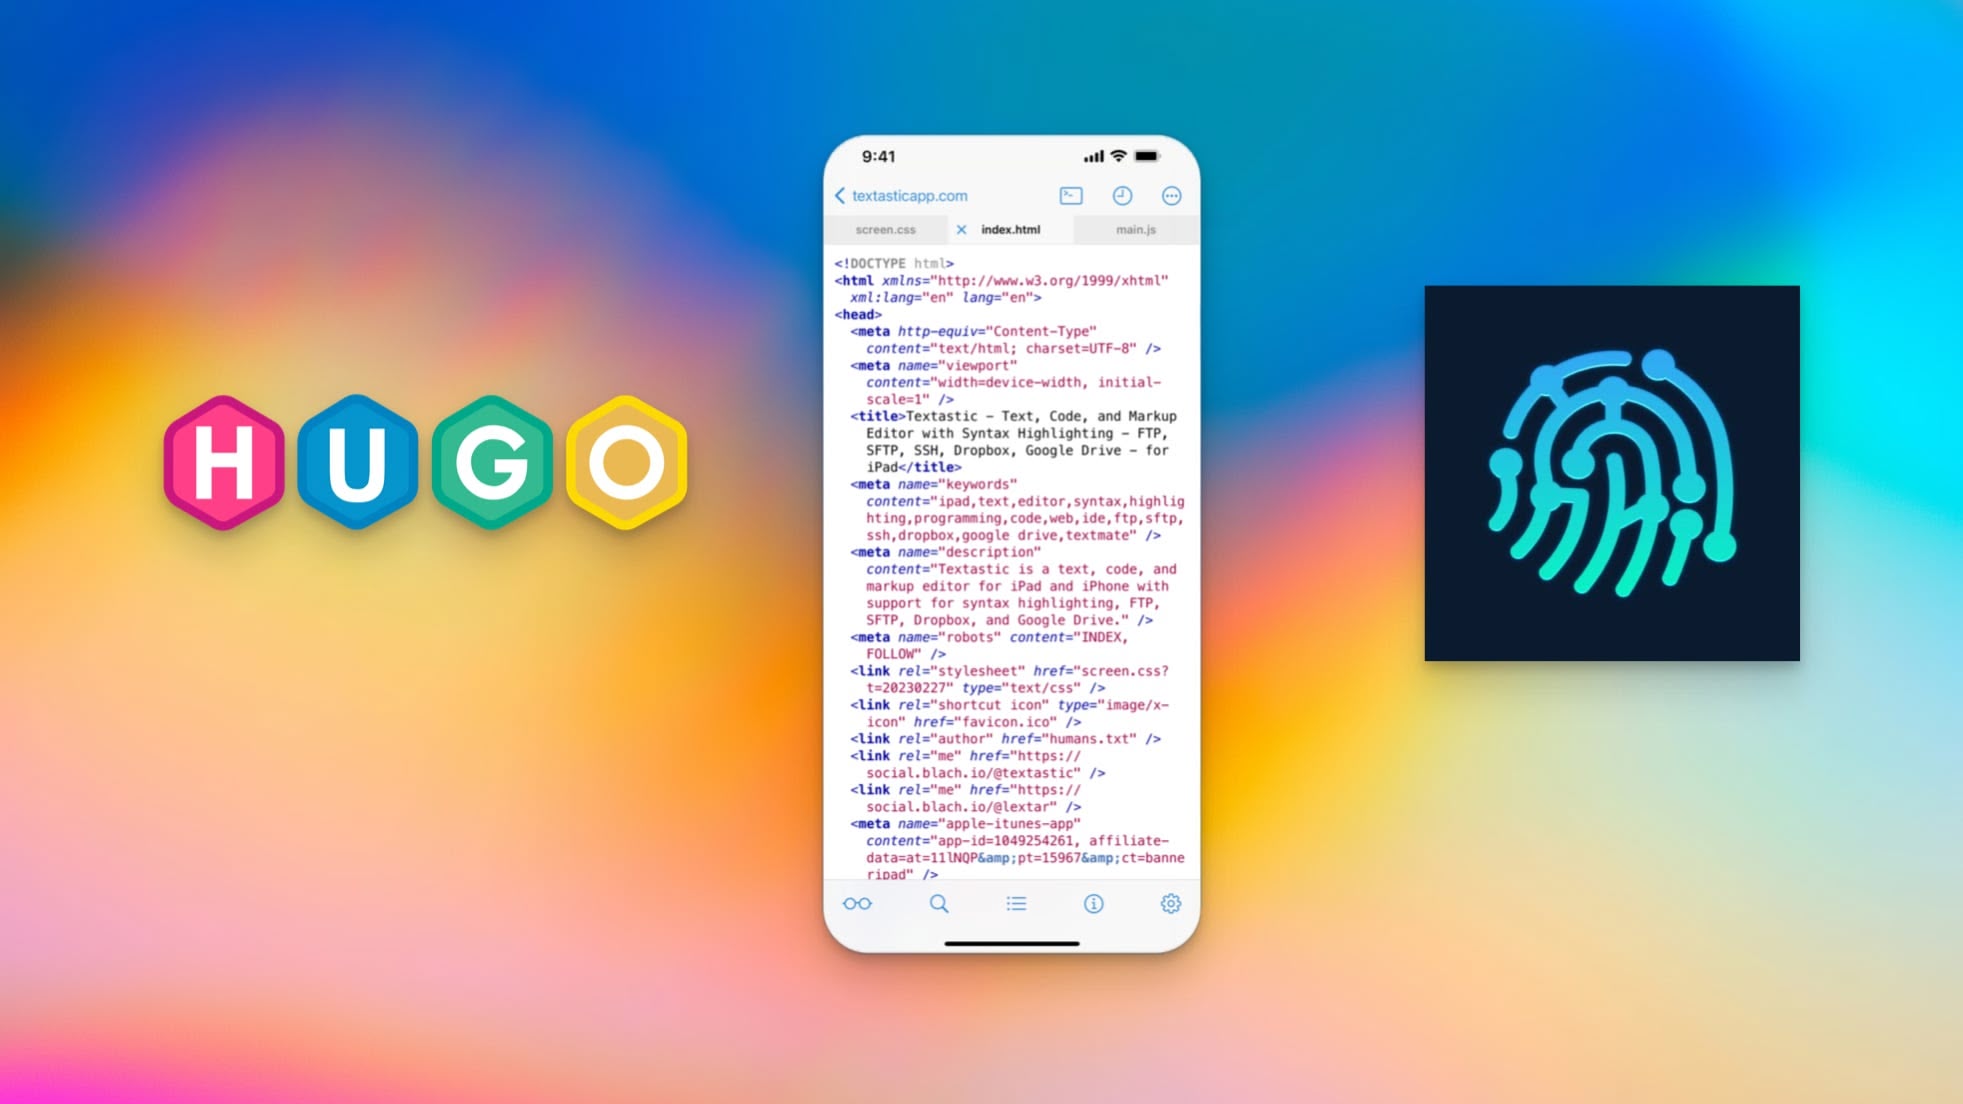 HUGO
9:41
textasticapp.com
screen.css
index.html
main.js
<!DOCTYPE html>
<html xmlns="http://www.w3.org/1999/xhtml"
xml:lang="en" lang="en">
<head>
<meta http-equiv="Content-Type"
content="text/html; charset=UTF-8" />
<meta name="viewport"
content="width=device-width, initial-
scale=1" />
<title>Textastic – Text, Code, and Markup
Editor with Syntax Highlighting – FTP,
SFTP, SSH, Dropbox, Google Drive – for
iPad</title>
<meta name="keywords"
content="ipad,text,editor,syntax,highlig
hting,programming,code,web,ide,ftp,sftp,
ssh,dropbox,google drive,textmate" />
<meta name="description"
content="Textastic is a text, code, and
markup editor for iPad and iPhone with
support for syntax highlighting, FTP,
SFTP, Dropbox, and Google Drive." />
<meta name="robots" content="INDEX,
FOLLOW" />
<link rel="stylesheet" href="screen.css?
t=20230227" type="text/css" />
<link rel="shortcut icon" type="image/x-
icon" href="favicon.ico" />
<link rel="author" href="humans.txt" />
<link rel="me" href="https://
social.blach.io/@textastic" />
<link rel="me" href="https://
social.blach.io/@lextar" />
<meta name="apple-itunes-app"
content="app-id=1049254261, affiliate-
data=at=11lNQP&amp;pt=15967&amp;ct=banne
ripad" />